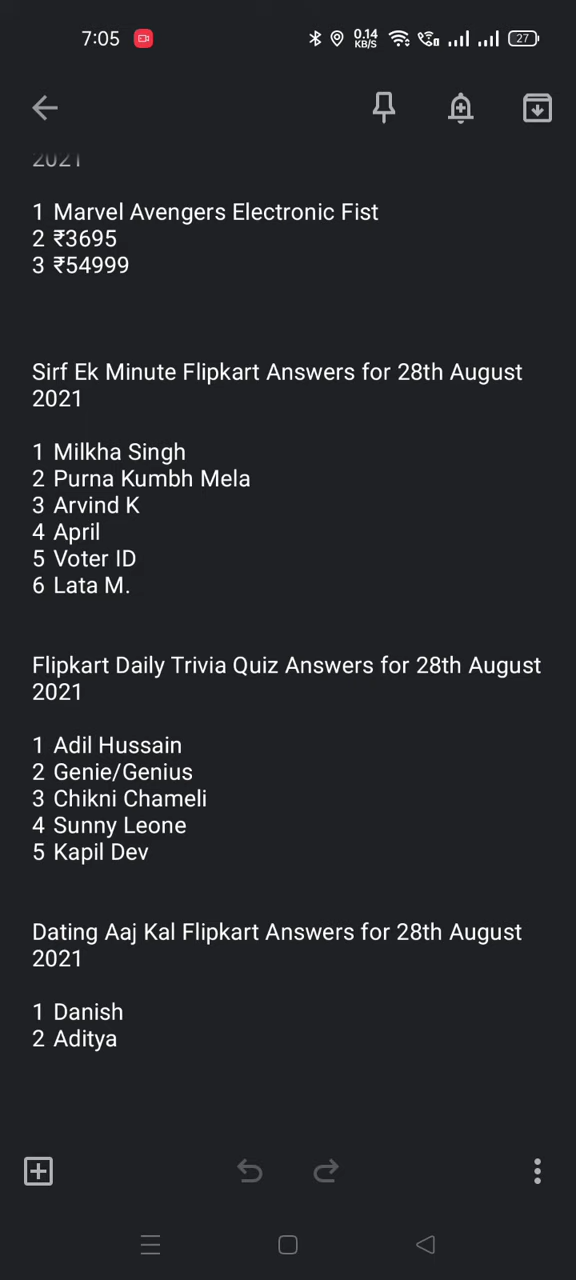 7:05
0.14
KB/S
27
2021
1 Marvel Avengers Electronic Fist
2 ₹3695
3 ₹54999
Sirf Ek Minute Flipkart Answers for 28th August
2021
1 Milkha Singh
2 Purna Kumbh Mela
3 Arvind K
4 April
5 Voter ID
6 Lata M.
Flipkart Daily Trivia Quiz Answers for 28th August
2021
1 Adil Hussain
2 Genie/Genius
3 Chikni Chameli
4 Sunny Leone
5 Kapil Dev
Dating Aaj Kal Flipkart Answers for 28th August
2021
1 Danish
2 Aditya